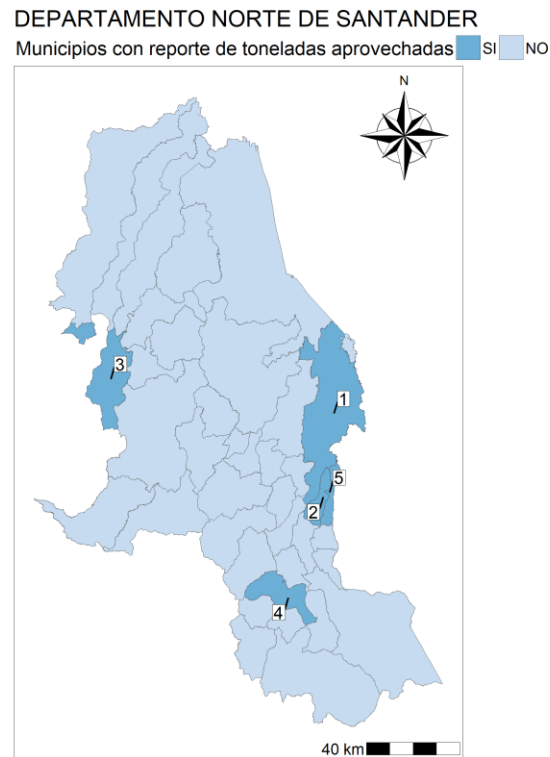 DEPARTAMENTO NORTE DE SANTANDER
Municipios con reporte de toneladas aprovechadas SI NO
N
3
1
5
2
4
40 km